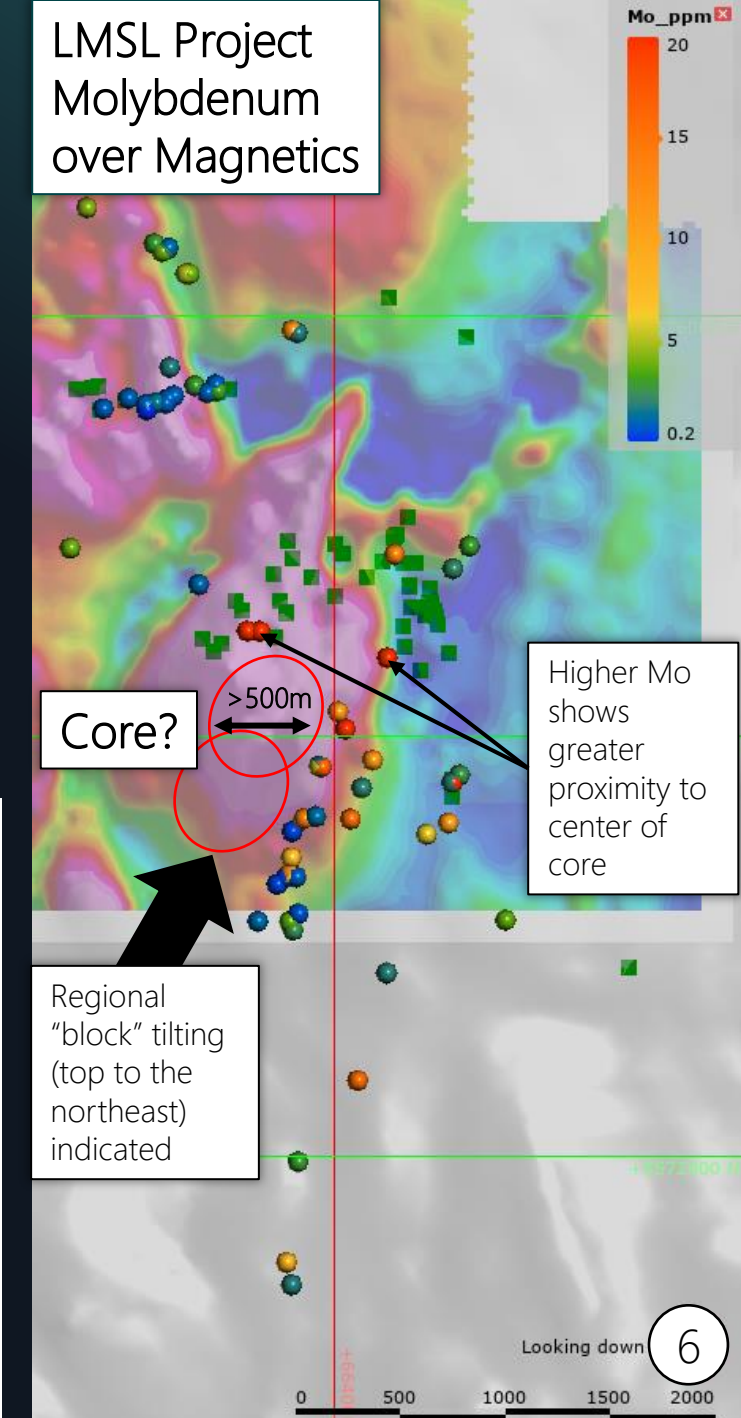 LMSL Project
Molybdenum
over Magnetics
Mo_ppm
20
15
10
5
0.2
>500m
Core?
Higher Mo
shows
greater
proximity to
center of
core
Regional
“block” tilting
(top to the
northeast)
indicated
Looking down
6
0 500 1000 1500 2000